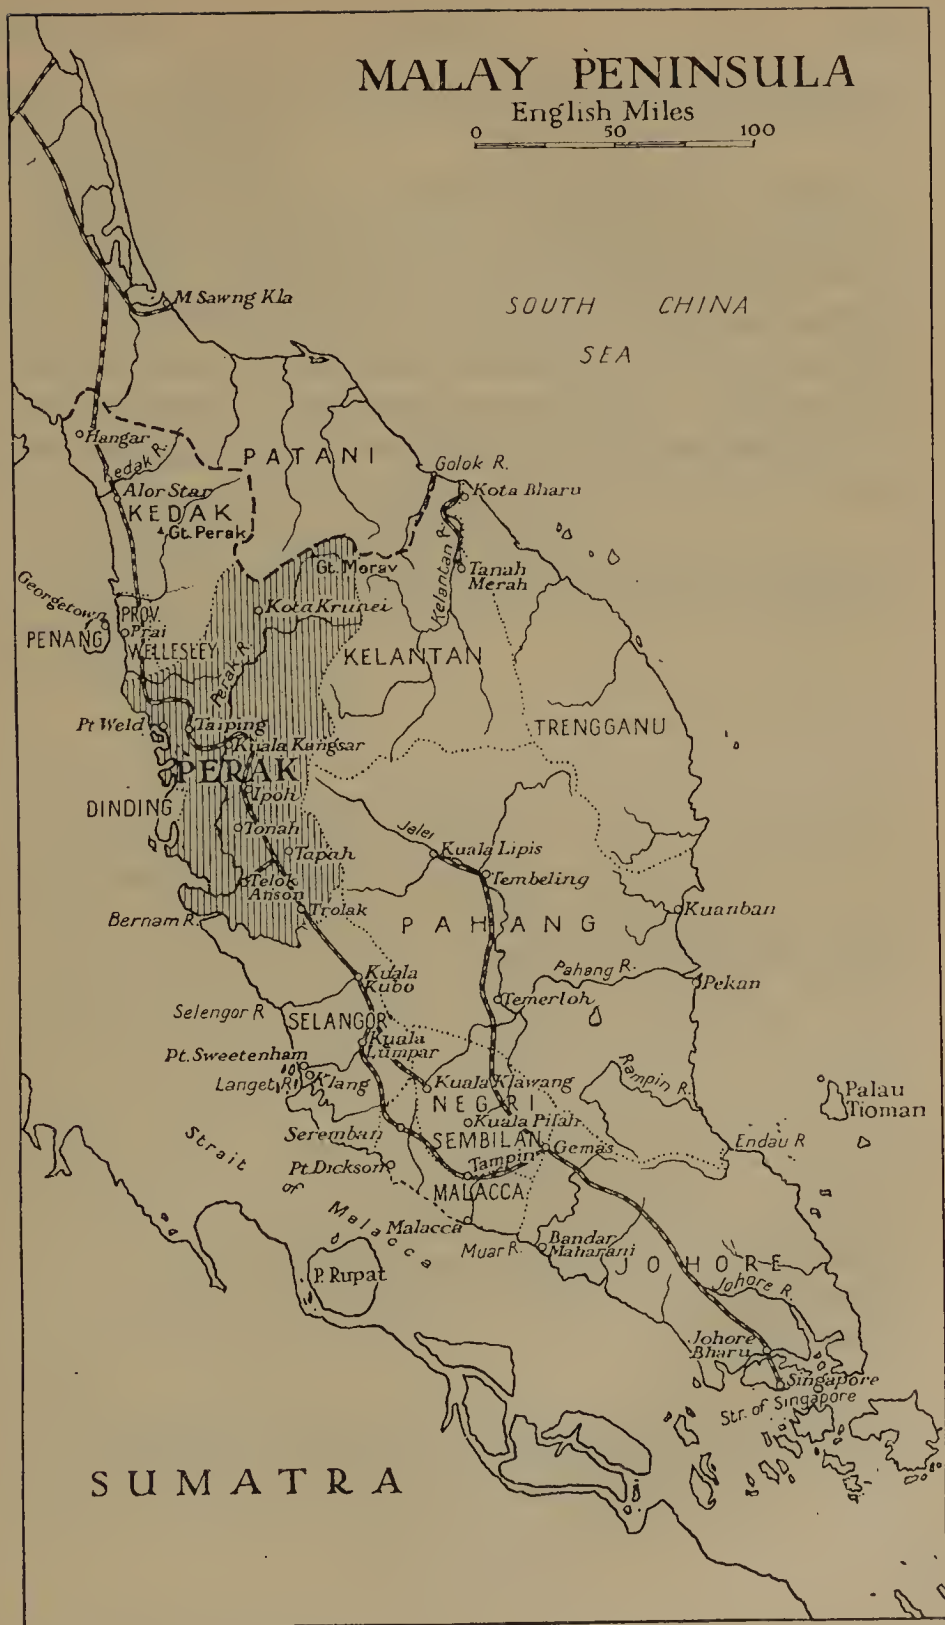 MALAY PENINSULA
English Miles
0 50 100
M Sawng Kla
SOUTH CHINA
SEA
Hangar
Kedak R.
PATANI
Golok R.
Alor Star
Kota Bharu
KEDAK
Gt. Perak
Gt. Morav
Kelantan R.
Tanah
Merah
Georgetown
PROV.
Kota Krunei
PENANG
Prai
WELLESLEY
Perak R.
KELANTAN
Pt Weld
Taiping
TRENGGANU
Kuala Kangsar
PERAK
Ipoh
DINDING
Tonah
Jalei
Kuala Lipis
Tapah
Tembeling
Telok
Anson
Trolak
Bernam R.
PAHANG
Kuanban
Kuala
Kubo
Pahang R.
Pekan
Selengor R
Temerloh
SELANGOR
Kuala
Lumpar
Pt. Sweetenham
Langet R.
Klang
Kuala Klawang
Rampin R.
Palau
Tioman
NEGRI
Kuala Pilah
Seremban
SEMBILAN
Gemas
Endau R
Strait
of
Malacca
Pt. Dickson
Tampin
MALACCA
Malacca
Muar R.
Bandar
Maharani
JOHORE
P. Rupat
Johore R.
Johore
Bharu
Singapore
Str. of Singapore
SUMATRA